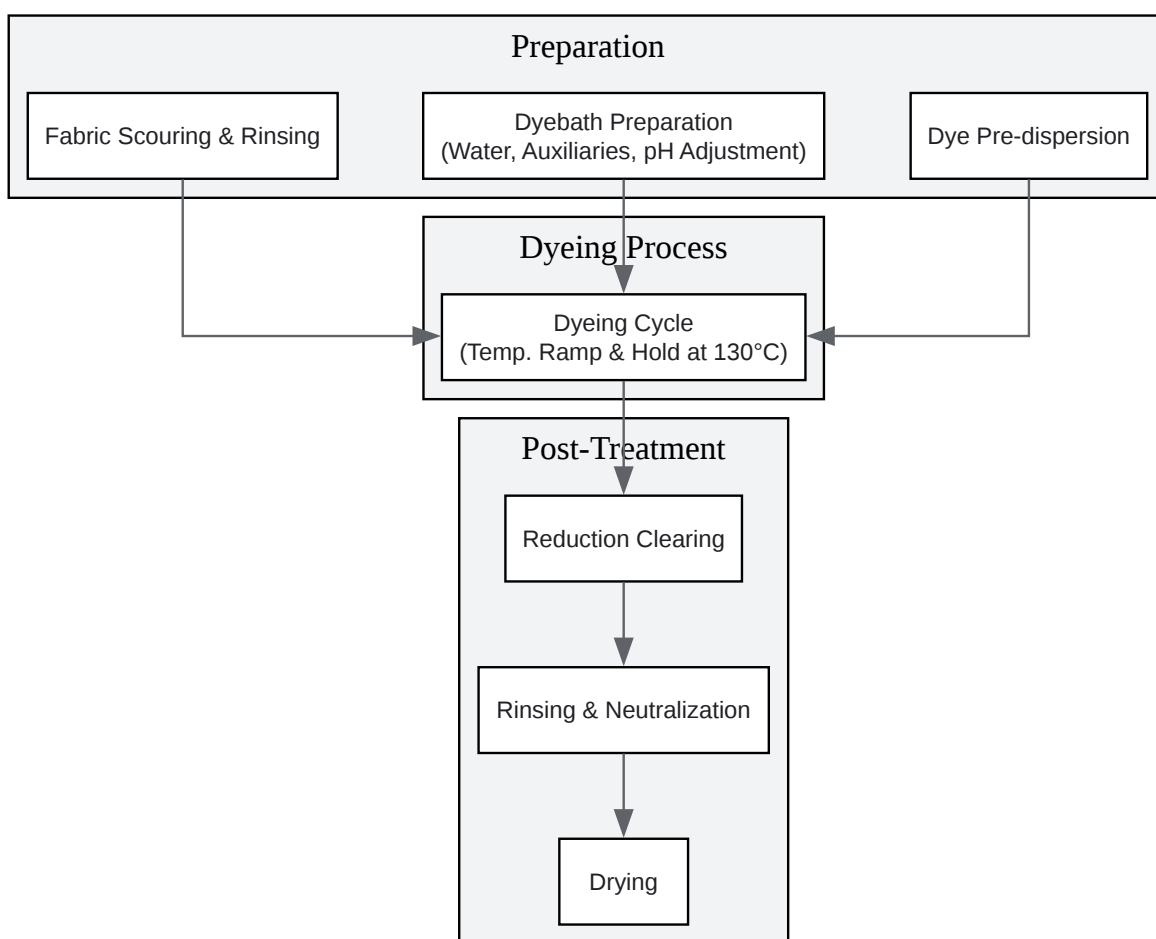 Preparation
Fabric Scouring & Rinsing
Dyebath Preparation
(Water, Auxiliaries, pH Adjustment)
Dye Pre-dispersion
Dyeing Process
Dyeing Cycle
(Temp. Ramp & Hold at 130°C)
Post-Treatment
Reduction Clearing
Rinsing & Neutralization
Drying